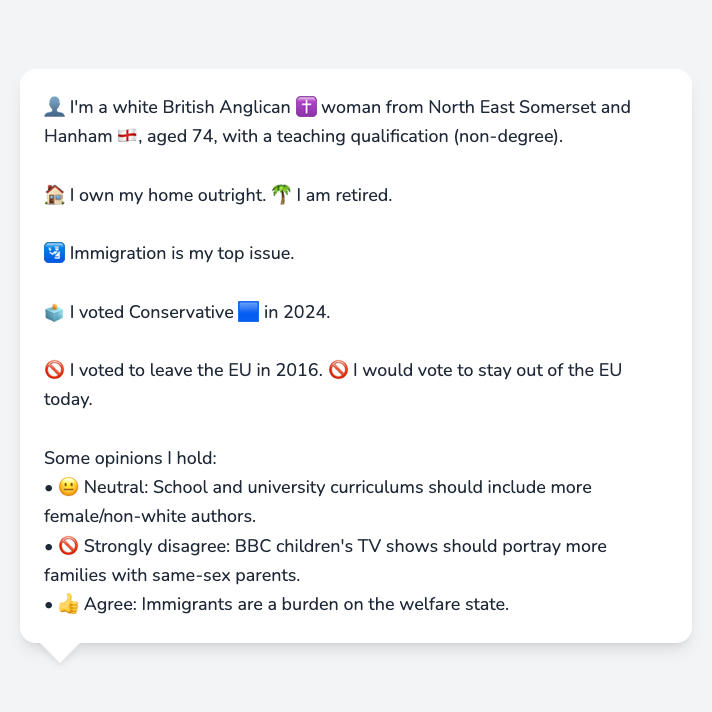 👤 I'm a white British Anglican ✝️ woman from North East Somerset and
Hanham 🏴󠁧󠁢󠁥󠁮󠁧󠁿, aged 74, with a teaching qualification (non-degree).
🏠 I own my home outright. 🌴 I am retired.
🛂 Immigration is my top issue.
🗳️ I voted Conservative 🟦 in 2024.
🚫 I voted to leave the EU in 2016. 🚫 I would vote to stay out of the EU
today.
Some opinions I hold:
• 😐 Neutral: School and university curriculums should include more
female/non-white authors.
• 🚫 Strongly disagree: BBC children's TV shows should portray more
families with same-sex parents.
• 👍 Agree: Immigrants are a burden on the welfare state.